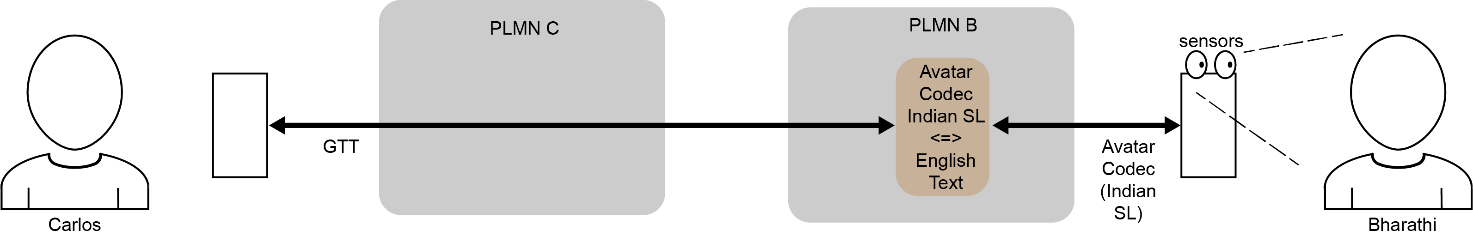 PLMN C
PLMN B
sensors
Avatar
Codec
Indian SL
<=>
English
Text
GTT
Avatar
Codec
(Indian
SL)
Carlos
Bharathi